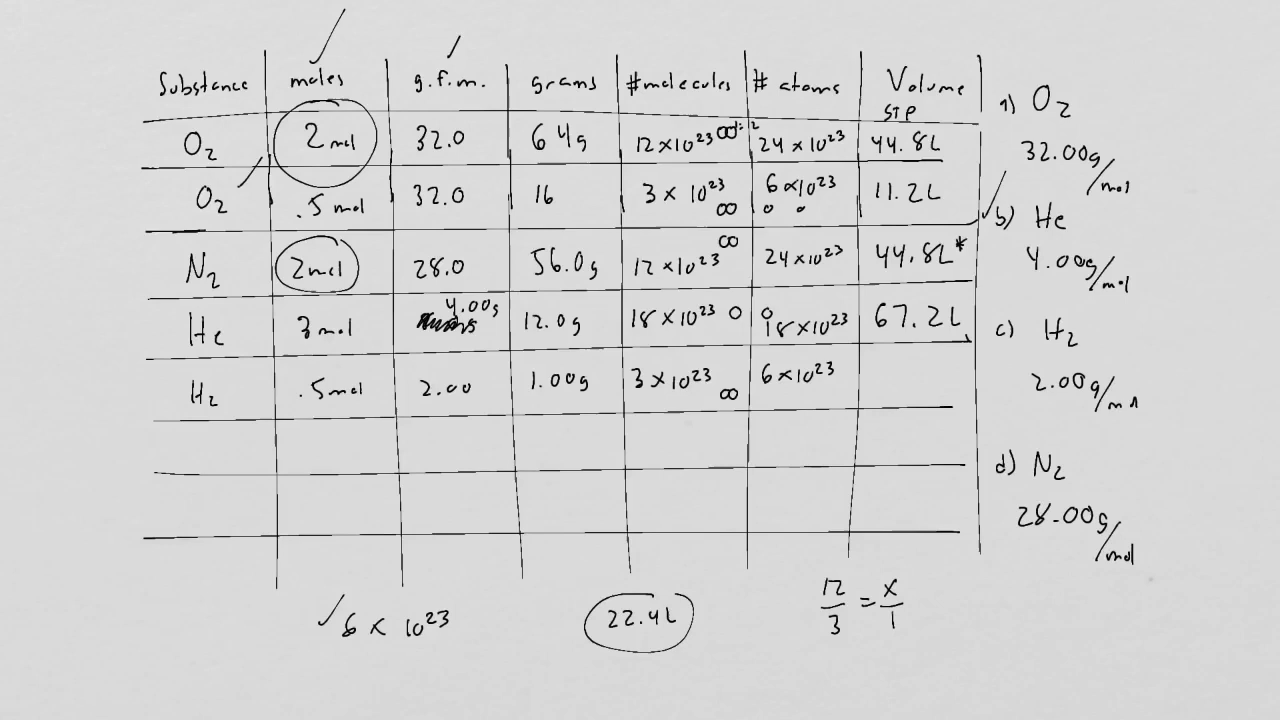 Substance moles g.f.m. grams #molecules # atoms Volume STP
O2 2 mol 32.0 64g 12 x 10^23 24 x 10^23 44.8L
O2 .5 mol 32.0 16 3 x 10^23 6 x 10^23 11.2L
N2 2 mol 28.0 56.0g 12 x 10^23 24 x 10^23 44.8L*
He 3 mol 4.00g 12.0g 18 x 10^23 18 x 10^23 67.2L
H2 .5 mol 2.00 1.00g 3 x 10^23 6 x 10^23
6 x 10^23 22.4L 12/3 = x/1
a) O2
32.00g/mol
b) He
4.00g/mol
c) H2
2.00g/mol
d) N2
28.00g/mol